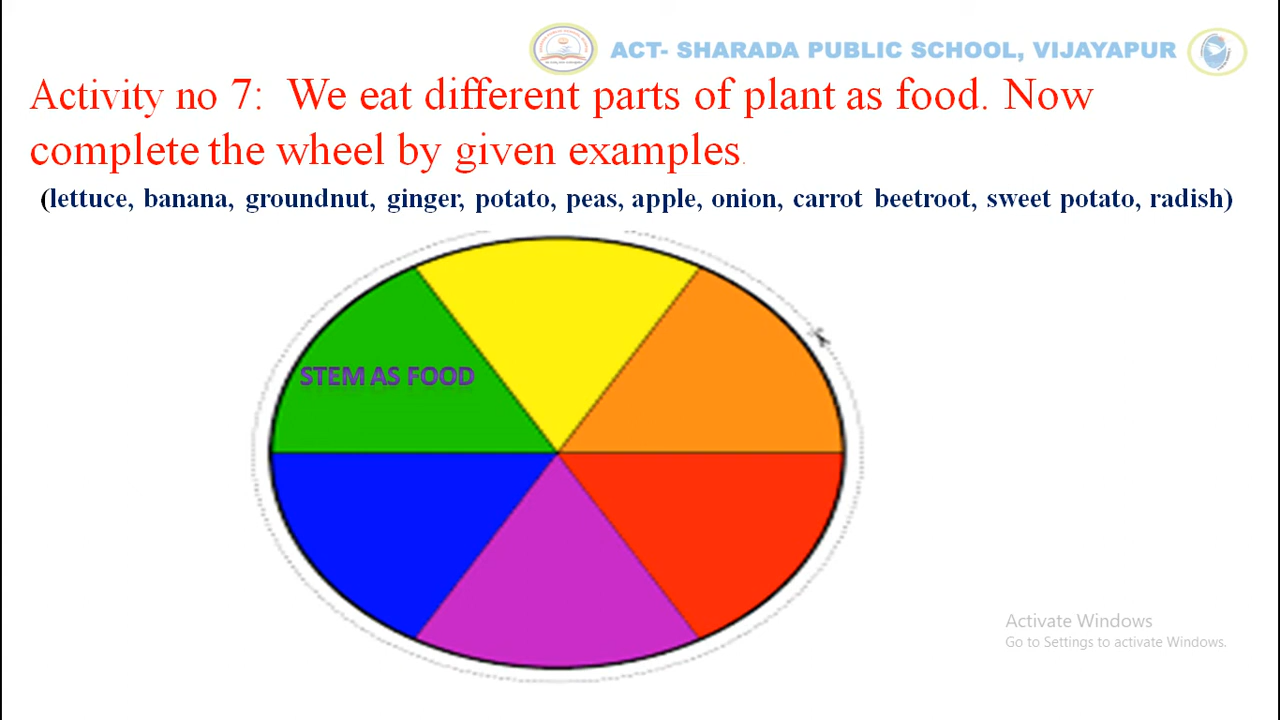 ACT- SHARADA PUBLIC SCHOOL, VIJAYAPUR
Activity no 7: We eat different parts of plant as food. Now
complete the wheel by given examples.
(lettuce, banana, groundnut, ginger, potato, peas, apple, onion, carrot beetroot, sweet potato, radish)
STEM AS FOOD
Activate Windows
Go to Settings to activate Windows.